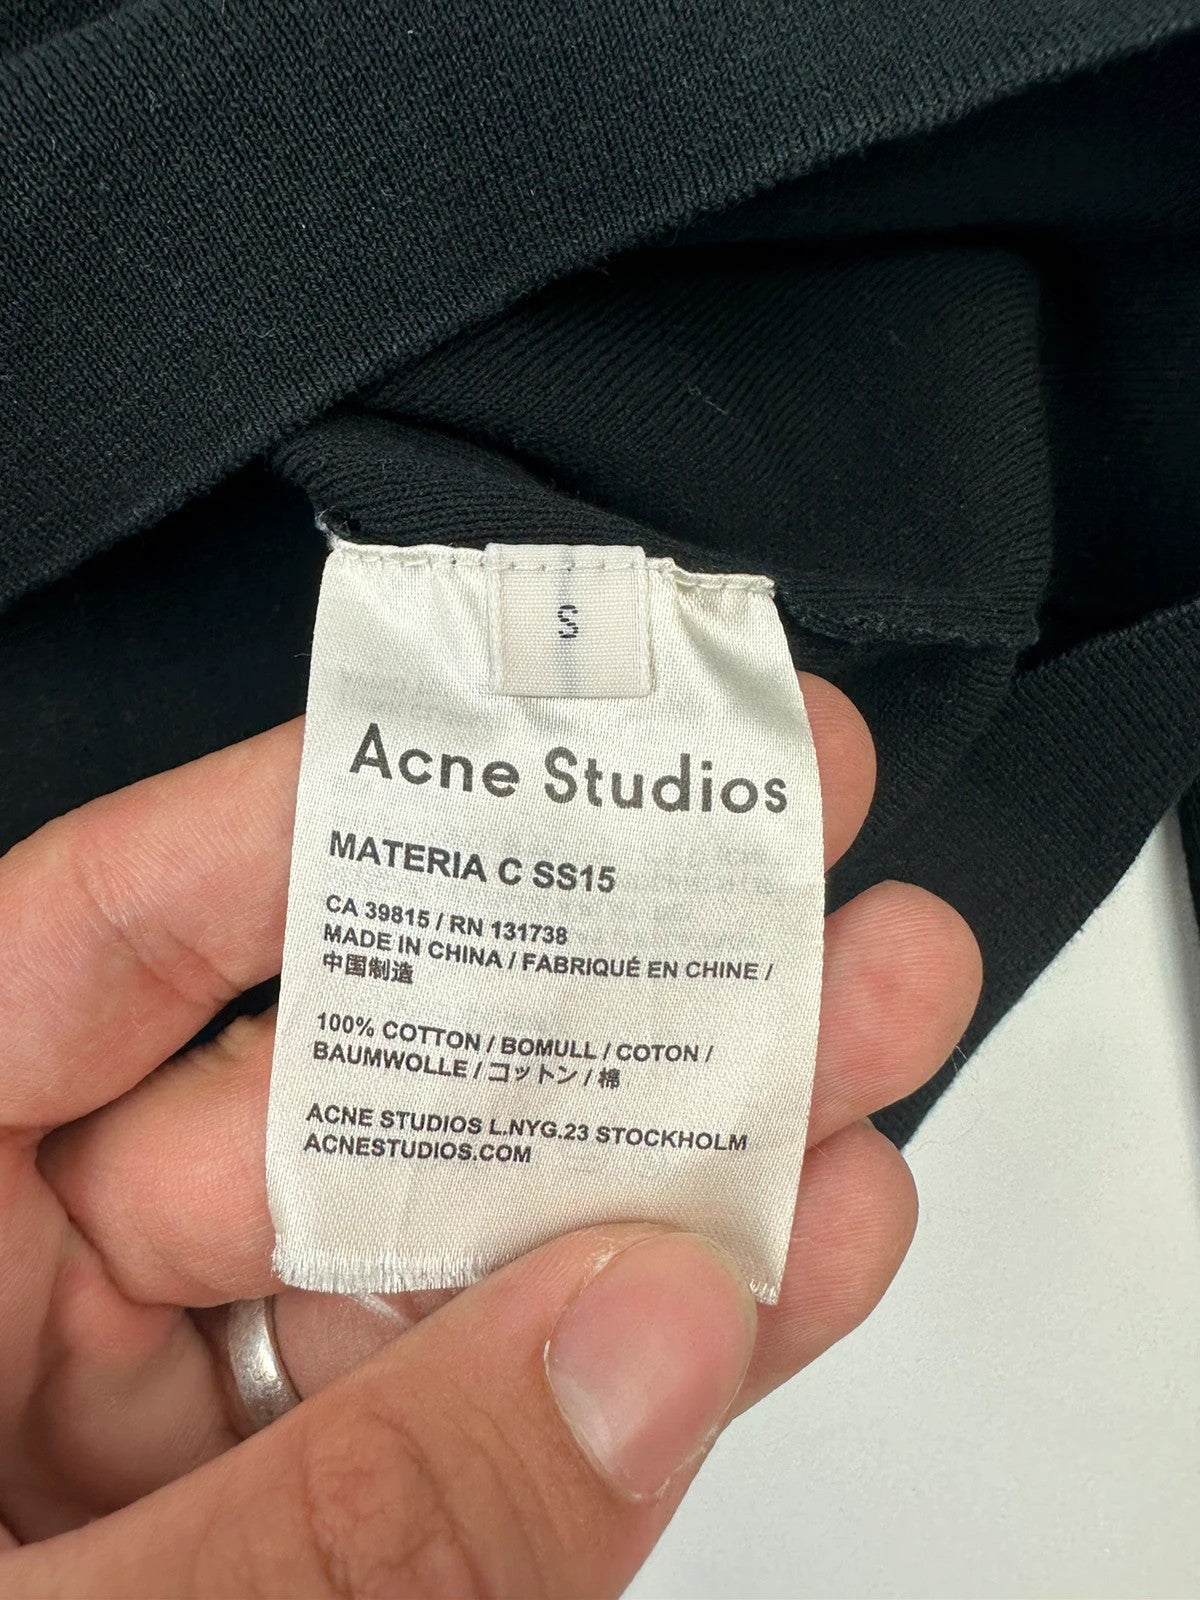 S
Acne Studios
MATERIA C SS15
CA 39815 / RN 131738
MADE IN CHINA / FABRIQUÉ EN CHINE /
中国制造
100% COTTON / BOMULL / COTON /
BAUMWOLLE / コットン / 棉
ACNE STUDIOS L.NYG.23 STOCKHOLM
ACNESTUDIOS.COM